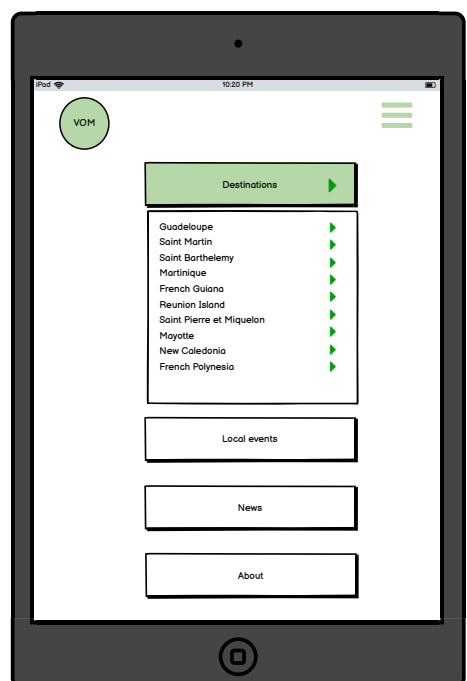 iPad
10:20 PM
VOM
Destinations
Guadeloupe
Saint Martin
Saint Barthelemy
Martinique
French Guiana
Reunion Island
Saint Pierre et Miquelon
Mayotte
New Caledonia
French Polynesia
Local events
News
About